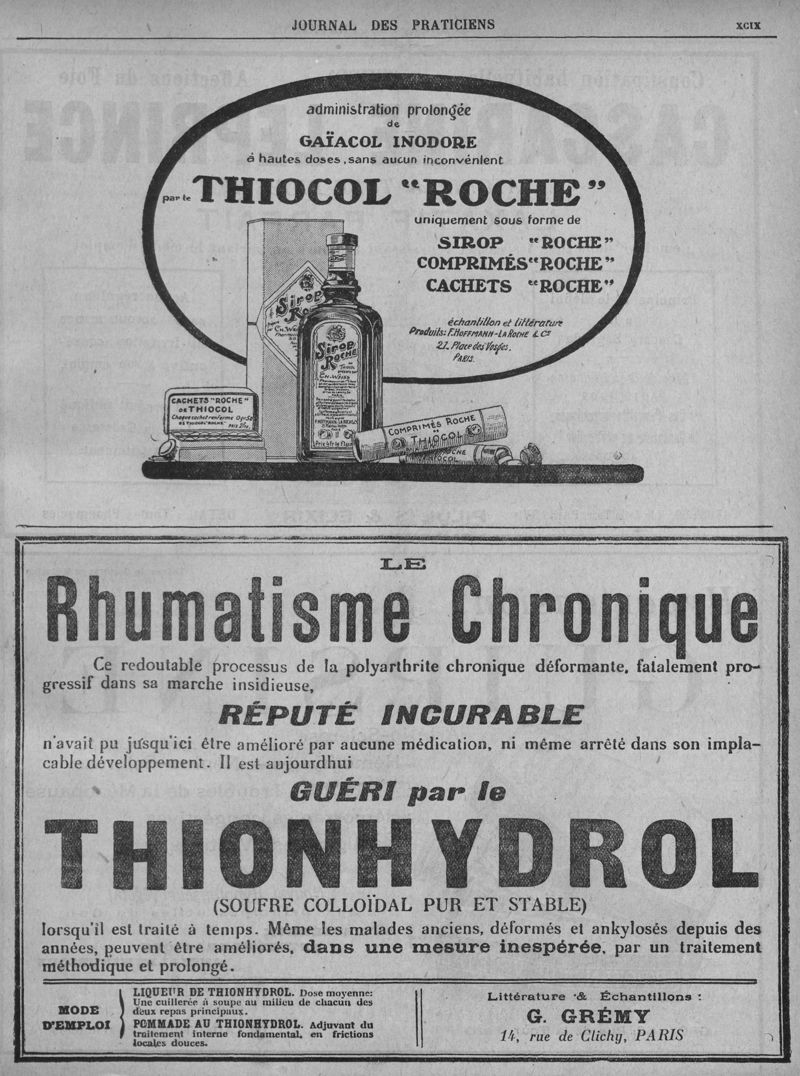 JOURNAL DES PRATICIENS
XCIX
administration prolongée
de
GAÏACOL INODORE
á hautes doses, sans aucun inconvénient
par le THIOCOL "ROCHE"
uniquement sous forme de
SIROP "ROCHE"
COMPRIMÉS "ROCHE"
CACHETS "ROCHE"
échantillon et littérature
Produits: F. HOFFMANN-LA ROCHE & Cº
21. Place des Vosges.
PARIS.
Sirop
Roche
CACHETS "ROCHE"
DE THIOCOL
COMPRIMÉS ROCHE
THIOCOL
LE
Rhumatisme Chronique
Ce redoutable processus de la polyarthrite chronique déformante, fatalement pro-
gressif dans sa marche insidieuse,
RÉPUTÉ INCURABLE
n'avait pu jusqu'ici être amélioré par aucune médication, ni même arrêté dans son impla-
cable développement. Il est aujourdhui
GUÉRI par le
THIONHYDROL
(SOUFRE COLLOÏDAL PUR ET STABLE)
lorsqu'il est traité à temps. Même les malades anciens, déformés et ankylosés depuis des
années, peuvent être améliorés, dans une mesure inespérée, par un traitement
méthodique et prolongé.
MODE
D'EMPLOI
LIQUEUR DE THIONHYDROL. Dose moyenne:
Une cuillerée à soupe au milieu de chacun des
deux repas principaux.
POMMADE AU THIONHYDROL. Adjuvant du
traitement interne fondamental, en frictions
locales douces.
Littérature & Échantillons :
G. GRÉMY
14, rue de Clichy, PARIS